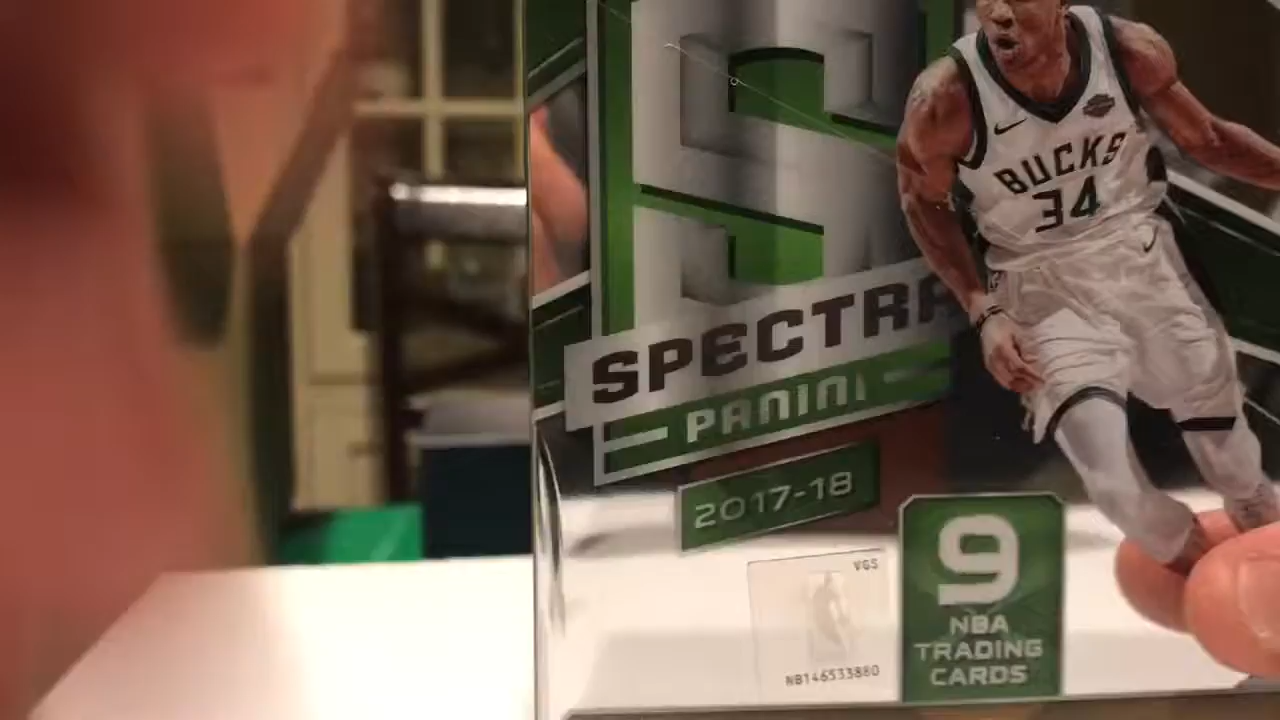 BUCKS
34
SPECTRA
PANINI
2017-18
VGS
NB146533880
9
NBA
TRADING
CARDS